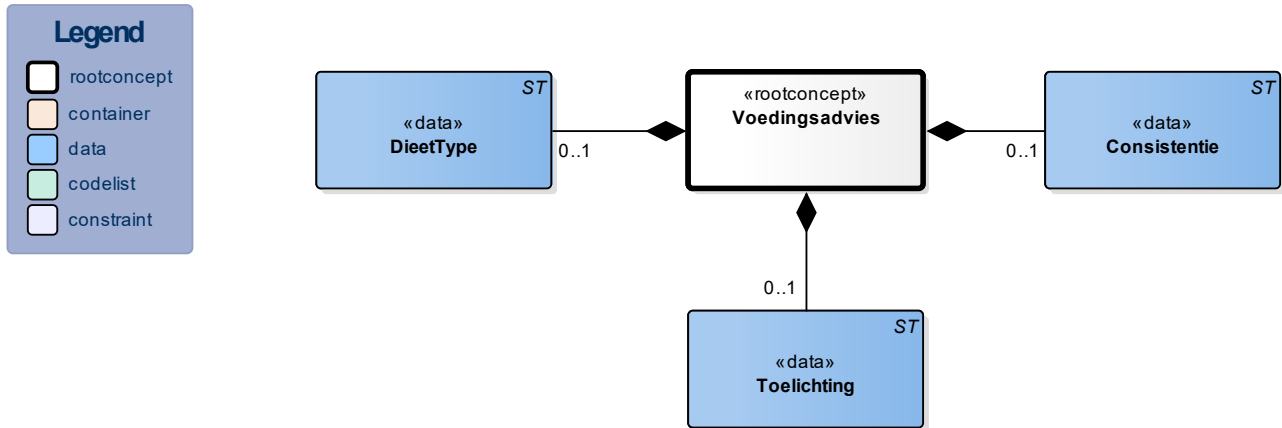 Legend
rootconcept
container
data
codelist
constraint
ST
«data»
DieetType
0..1
«rootconcept»
Voedingsadvies
ST
«data»
Consistentie
0..1
0..1
ST
«data»
Toelichting